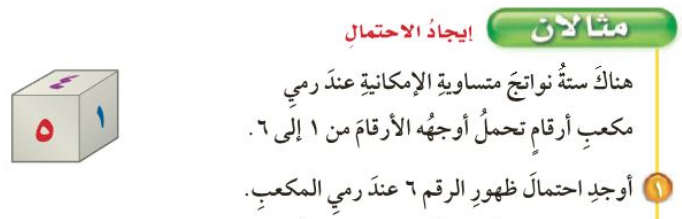 مثالان إيجادُ الاحتمالِ
هناكَ ستةُ نواتجَ متساويةِ الإمكانيةِ عندَ رميِ
مكعبِ أرقامٍ تحملُ أوجهُه الأرقامَ من ١ إلى ٦.
١ أوجدِ احتمالَ ظهورِ الرقم ٦ عندَ رميِ المكعبِ.
٤
١
٥